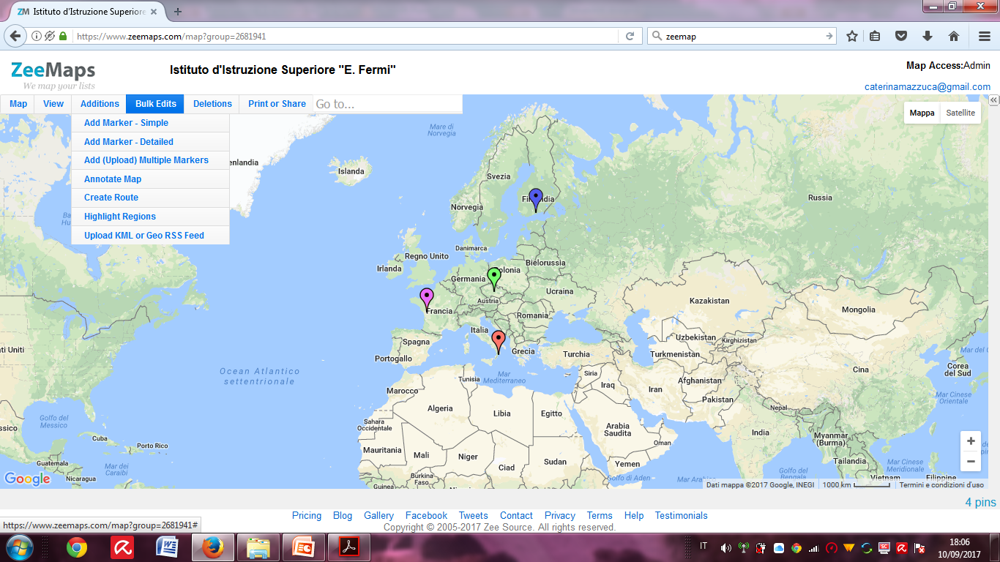 ZM Istituto d'Istruzione Superiore
https://www.zeemaps.com/map?group=2681941
zeemap
ZeeMaps
We map your lists
Istituto d'Istruzione Superiore "E. Fermi"
Map Access:Admin
caterinamazzuca@gmail.com
Map View Additions Bulk Edits Deletions Print or Share Go to...
Add Marker - Simple
Add Marker - Detailed
Add (Upload) Multiple Markers
Annotate Map
Create Route
Highlight Regions
Upload KML or Geo RSS Feed
Mappa Satellite
Mare di
Norvegia
enlandia
Islanda
Svezia
Finlandia
Russia
Norvegia
Danimarca
Regno Unito
Irlanda
Bielorussia
Polonia
Germania
Ucraina
Austria
Francia
Romania
Kazakistan
Mongolia
Italia
Uzbekistan
Kirghizistan
Spagna
Grecia
Turchia
Turkmenistan
Portogallo
Cina
Corea
del Sud
Mar del
Ocean Atlantico
settentrionale
Tunisia
Mar
Mediterraneo
Siria
Iraq
Iran
Afghanistan
Pakistan
Nepal
Mar Cinese
Orientale
Marocco
Algeria
Libia
Egitto
Sahara
Occidentale
Arabia
Saudita
Oman
India
Myanmar
(Burma)
Mauritania
Mali
Niger
Ciad
Sudan
Yemen
Tailandia
Mar Cinese
Meridionale
Burkina
Faso
Guinea
Golfo di Aden
Mar Arabico
Golfo del
Bengala
Vietnam
Filippine
ti Uniti
Golfo del
Messico
ssico
Cuba
Porto Rico
Guatemala
Nicaragua
Mar dei
Caraibi
Google
Dati mappa ©2017 Google, INEGI 1000 km Termini e condizioni d'uso
4 pins
Pricing Blog Gallery Facebook Tweets Contact Privacy Terms Help Testimonials
Copyright © 2005-2017 Zee Source. All rights reserved.
https://www.zeemaps.com/map?group=2681941#
IT
18:06
10/09/2017